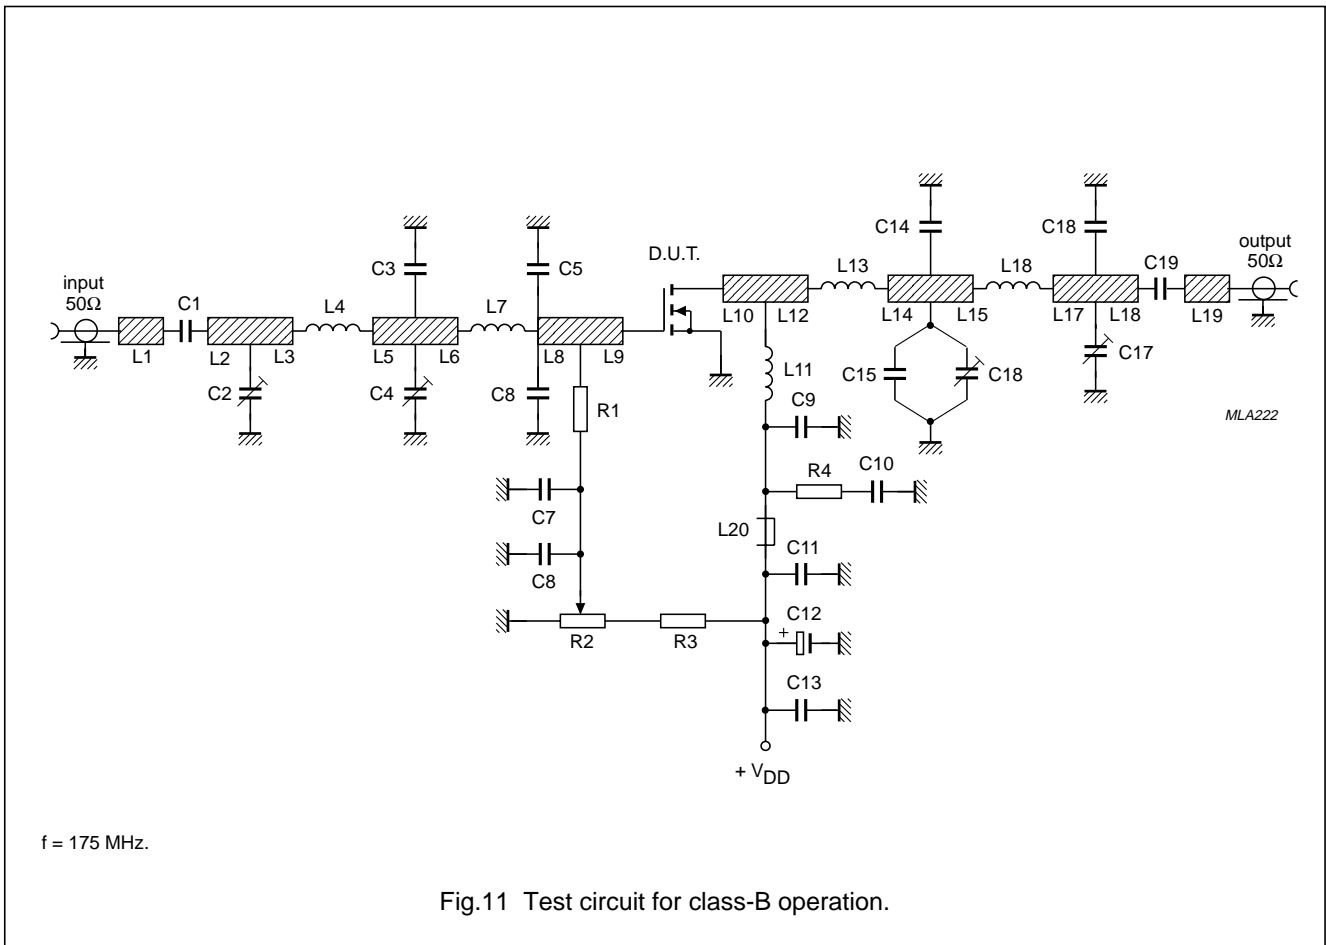 C14
C18
D.U.T.
output
50Ω
C3
C5
L13
L18
C19
input
50Ω
C1
L4
L7
L10
L12
L14
L15
L17
L18
L19
L1
L2
L3
L5
L6
L8
L9
C2
C4
C8
R1
L11
C15
C18
C17
C9
MLA222
R4
C10
C7
L20
C11
C8
C12
+
R2
R3
C13
+ VDD
f = 175 MHz.
Fig.11 Test circuit for class-B operation.